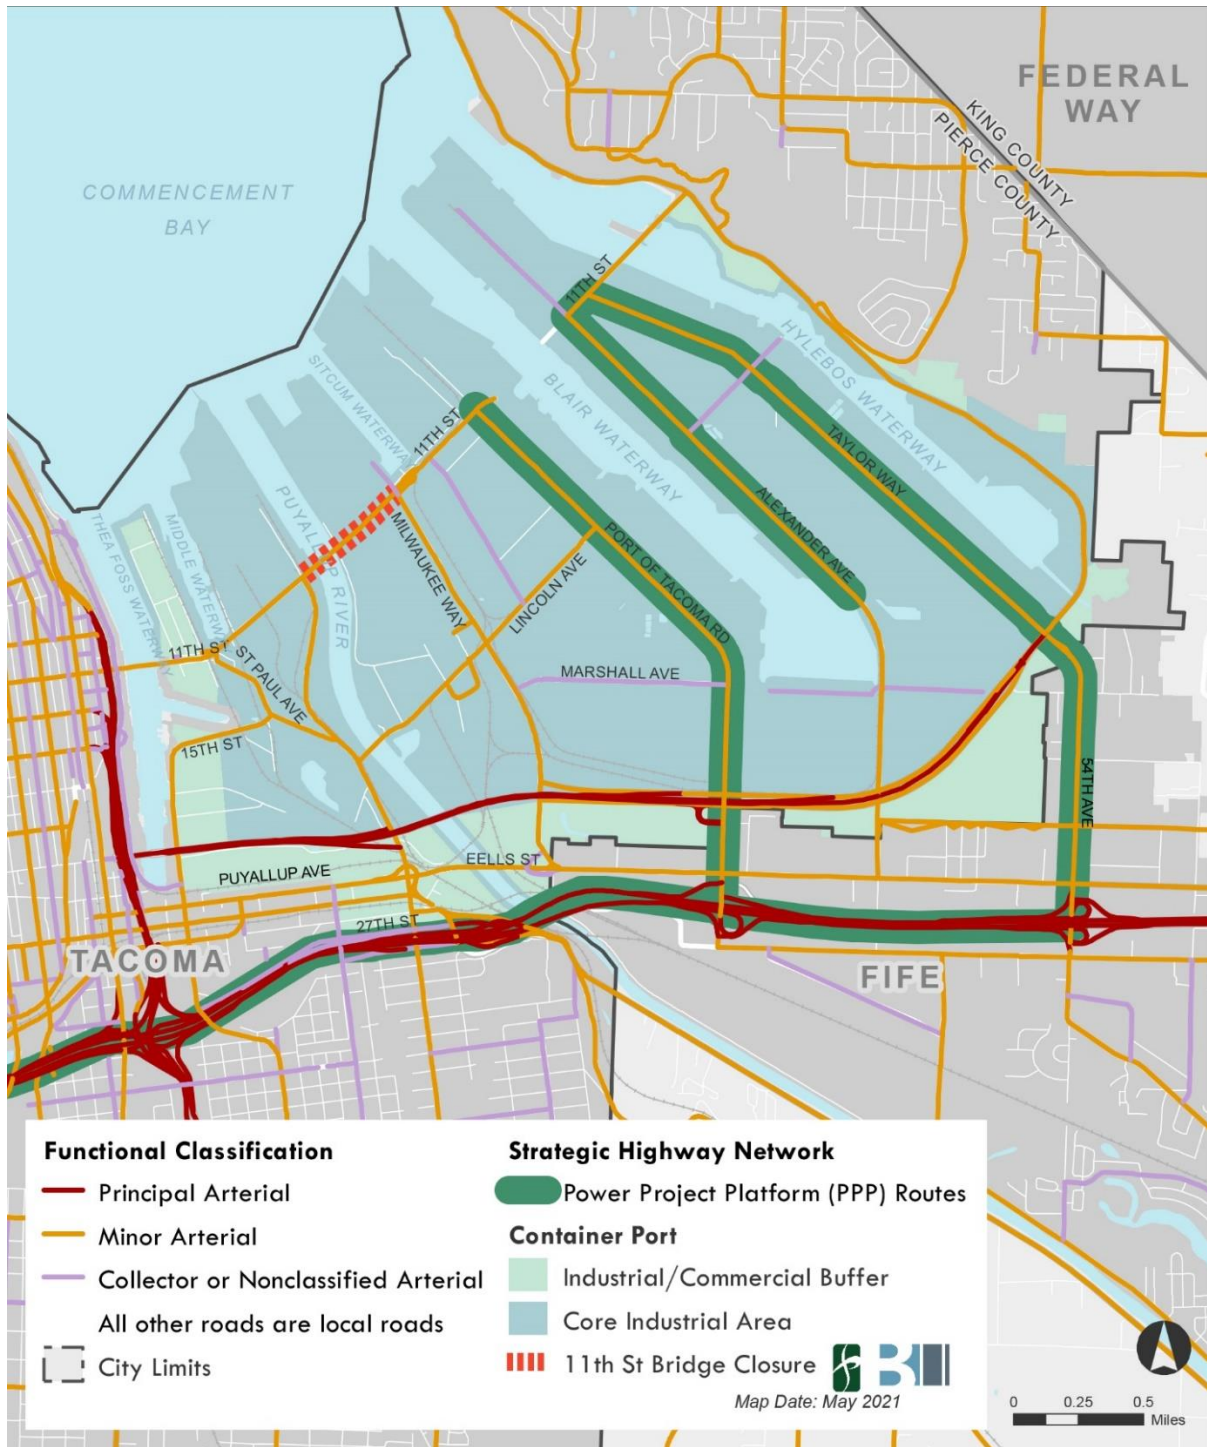 FEDERAL
WAY
KING COUNTY
PIERCE COUNTY
COMMENCEMENT
BAY
11TH ST
HYLEBOS WATERWAY
SITCUM WATERWAY
BLAIR WATERWAY
11TH ST
TAYLOR WAY
PUYALLUP RIVER
ALEXANDER AVE
THEA FOSS WATERWAY
MIDDLE WATERWAY
MILWAUKEE WAY
PORT OF TACOMA RD
LINCOLN AVE
11TH ST
ST PAUL AVE
MARSHALL AVE
15TH ST
54TH AVE
EELLS ST
PUYALLUP AVE
27TH ST
TACOMA
FIFE
Functional Classification
Principal Arterial
Minor Arterial
Collector or Nonclassified Arterial
All other roads are local roads
City Limits
Strategic Highway Network
Power Project Platform (PPP) Routes
Container Port
Industrial/Commercial Buffer
Core Industrial Area
11th St Bridge Closure
Map Date: May 2021
0 0.25 0.5
Miles